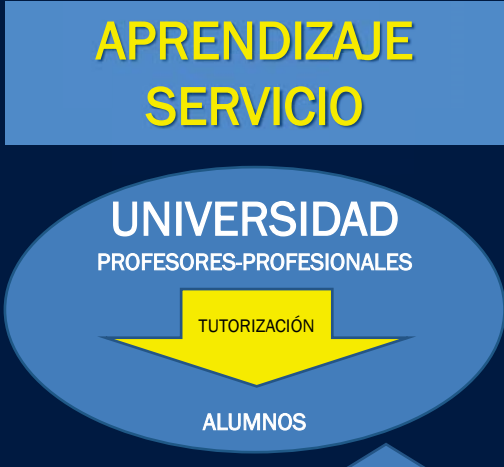 APRENDIZAJE
SERVICIO
UNIVERSIDAD
PROFESORES-PROFESIONALES
TUTORIZACIÓN
ALUMNOS